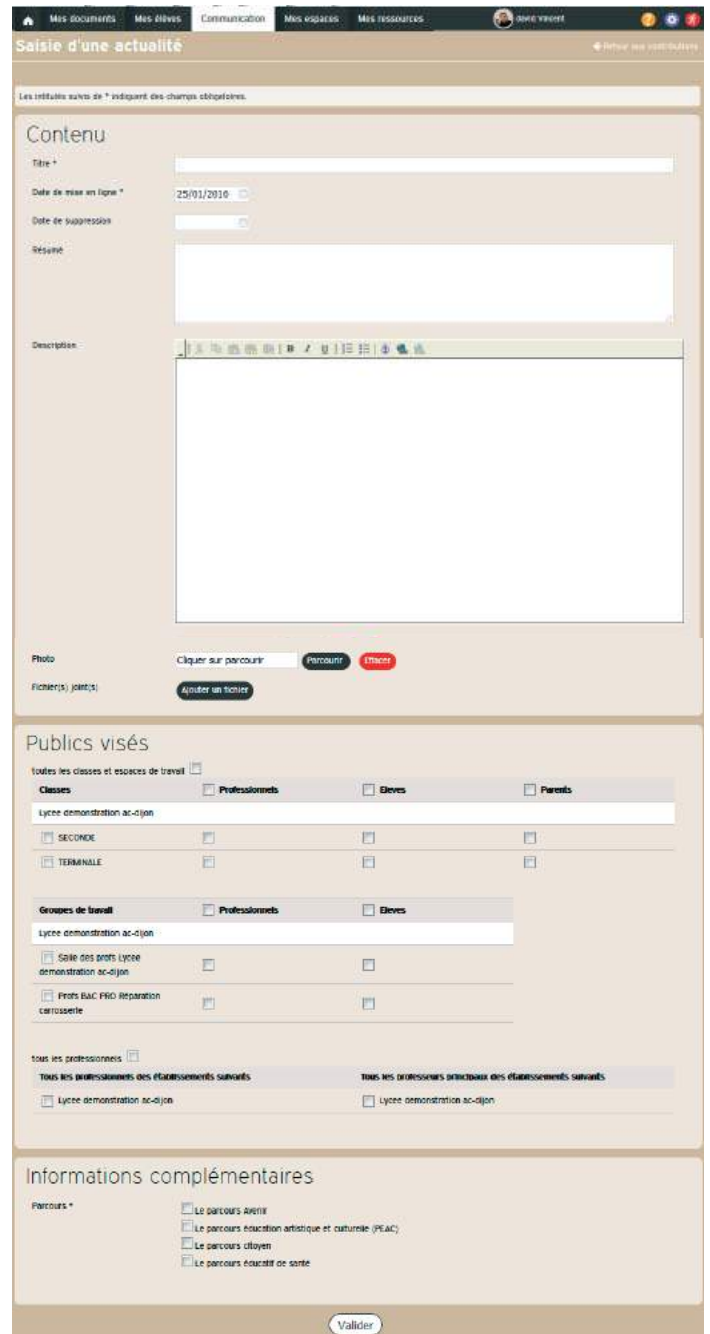 Mes documents Mes élèves Communication Mes espaces Mes ressources david vincent
Saisie d'une actualité
Retour aux contributions
Les intitulés suivis de * indiquent des champs obligatoires.
Contenu
Titre *
Date de mise en ligne * 25/01/2016
Date de suppression
Résumé
Description
B I U
Photo Cliquer sur parcourir Parcourir Effacer
Fichier(s) joint(s) Ajouter un fichier
Publics visés
toutes les classes et espaces de travail
Classes Professionnels Eleves Parents
Lycee demonstration ac-dijon
SECONDE
TERMINALE
Groupes de travail Professionnels Eleves
Lycee demonstration ac-dijon
Salle des profs Lycee
demonstration ac-dijon
Profs BAC PRO Réparation
carrosserie
tous les professionnels
Tous les professionnels des établissements suivants Tous les professeurs principaux des établissements suivants
Lycee demonstration ac-dijon Lycee demonstration ac-dijon
Informations complémentaires
Parcours * Le parcours Avenir
Le parcours éducation artistique et culturelle (PEAC)
Le parcours citoyen
Le parcours éducatif de santé
Valider